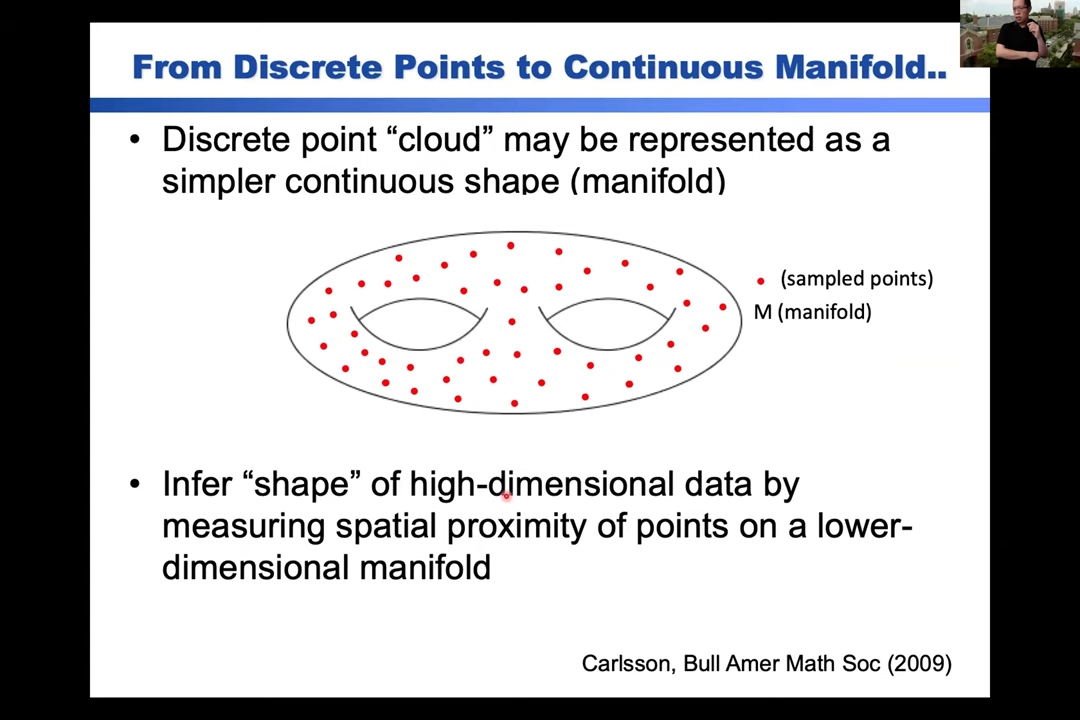 From Discrete Points to Continuous Manifold..
• Discrete point “cloud” may be represented as a
simpler continuous shape (manifold)
(sampled points)
M (manifold)
• Infer “shape” of high-dimensional data by
measuring spatial proximity of points on a lower-
dimensional manifold
Carlsson, Bull Amer Math Soc (2009)